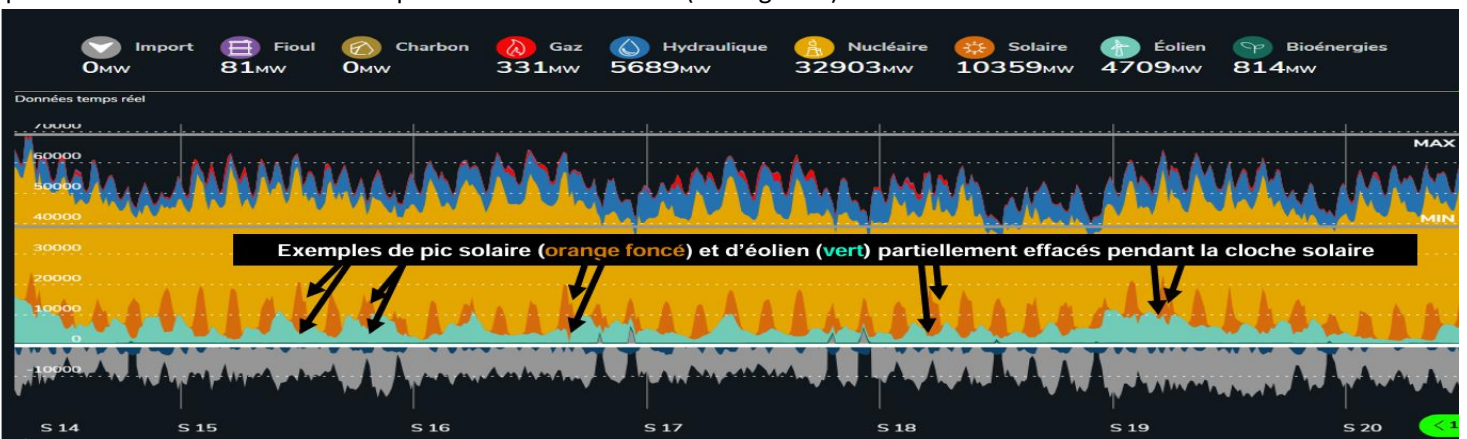 Import Fioul Charbon Gaz Hydraulique Nucléaire Solaire Éolien Bioénergies
0MW 81MW 0MW 331MW 5689MW 32903MW 10359MW 4709MW 814MW
Données temps réel
70000
MAX
60000
50000
40000
MIN
30000
Exemples de pic solaire (orange foncé) et d'éolien (vert) partiellement effacés pendant la cloche solaire
20000
10000
0
-10000
S 14 S 15 S 16 S 17 S 18 S 19 S 20 < 1